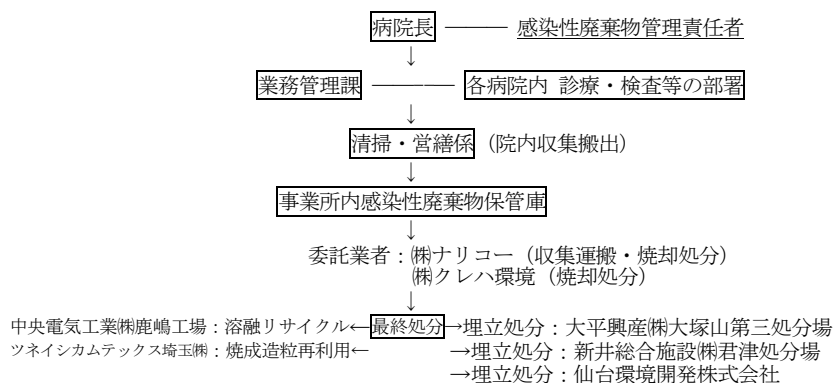 病院長 ――― 感染性廃棄物管理責任者
↓
業務管理課 ――― 各病院内 診療・検査等の部署
↓
清掃・営繕係(院内収集搬出)
↓
事業所内感染性廃棄物保管庫
↓
委託業者:㈱ナリコー(収集運搬・焼却処分)
㈱クレハ環境(焼却処分)
↓
中央電気工業㈱鹿嶋工場:溶融リサイクル←最終処分→埋立処分:大平興産㈱大塚山第三処分場
ツネイシカムテックス埼玉㈱:焼成造粒再利用← →埋立処分:新井総合施設㈱君津処分場
→埋立処分:仙台環境開発株式会社